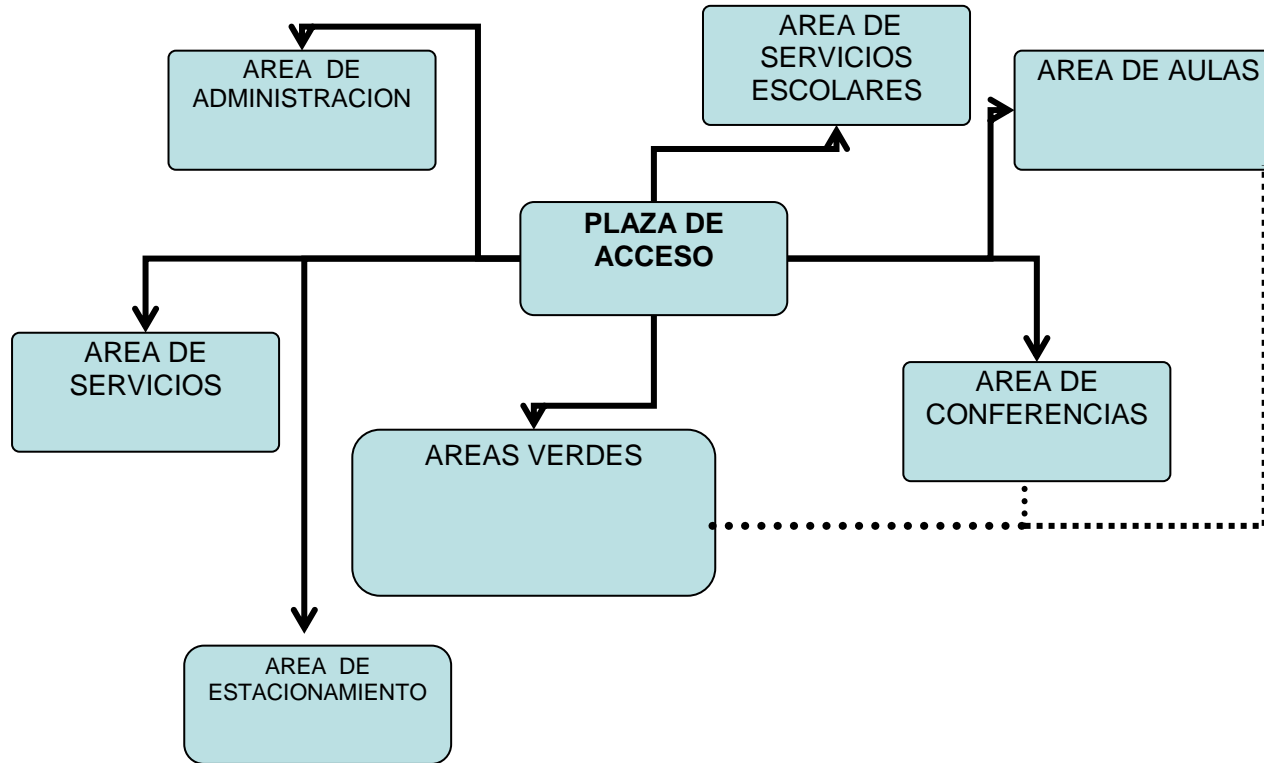 AREA DE
SERVICIOS
ESCOLARES
AREA DE
ADMINISTRACION
AREA DE AULAS
PLAZA DE
ACCESO
AREA DE
SERVICIOS
AREA DE
CONFERENCIAS
AREAS VERDES
AREA DE
ESTACIONAMIENTO